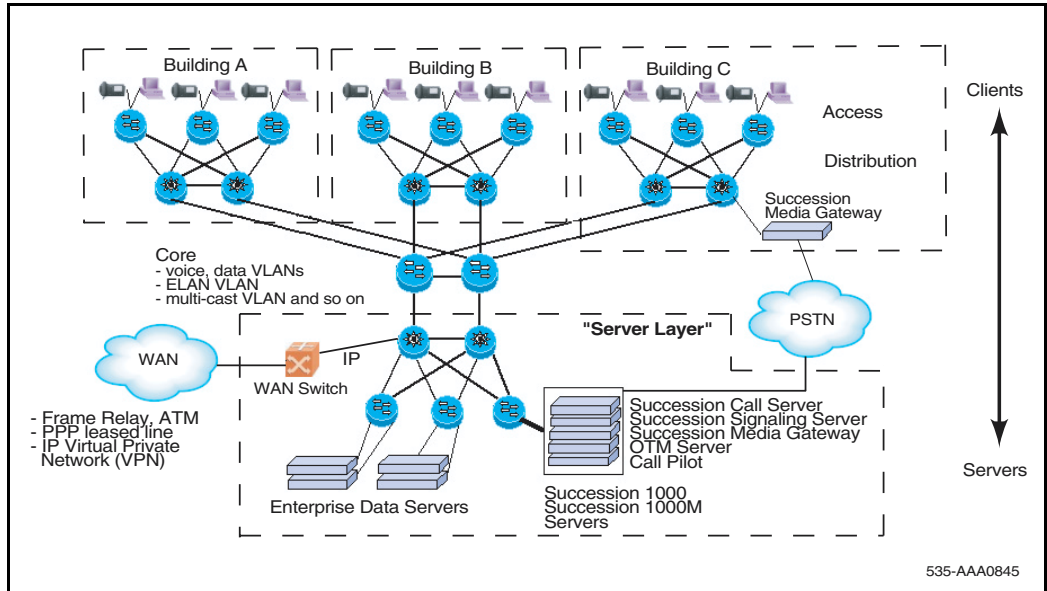 Building A
Building B
Building C
Clients
Access
Distribution
Succession
Media Gateway
Core
- voice, data VLANs
- ELAN VLAN
- multi-cast VLAN and so on
"Server Layer"
PSTN
WAN
IP
WAN Switch
- Frame Relay, ATM
- PPP leased line
- IP Virtual Private
Network (VPN)
Succession Call Server
Succession Signaling Server
Succession Media Gateway
OTM Server
Call Pilot
Servers
Enterprise Data Servers
Succession 1000
Succession 1000M
Servers
535-AAA0845